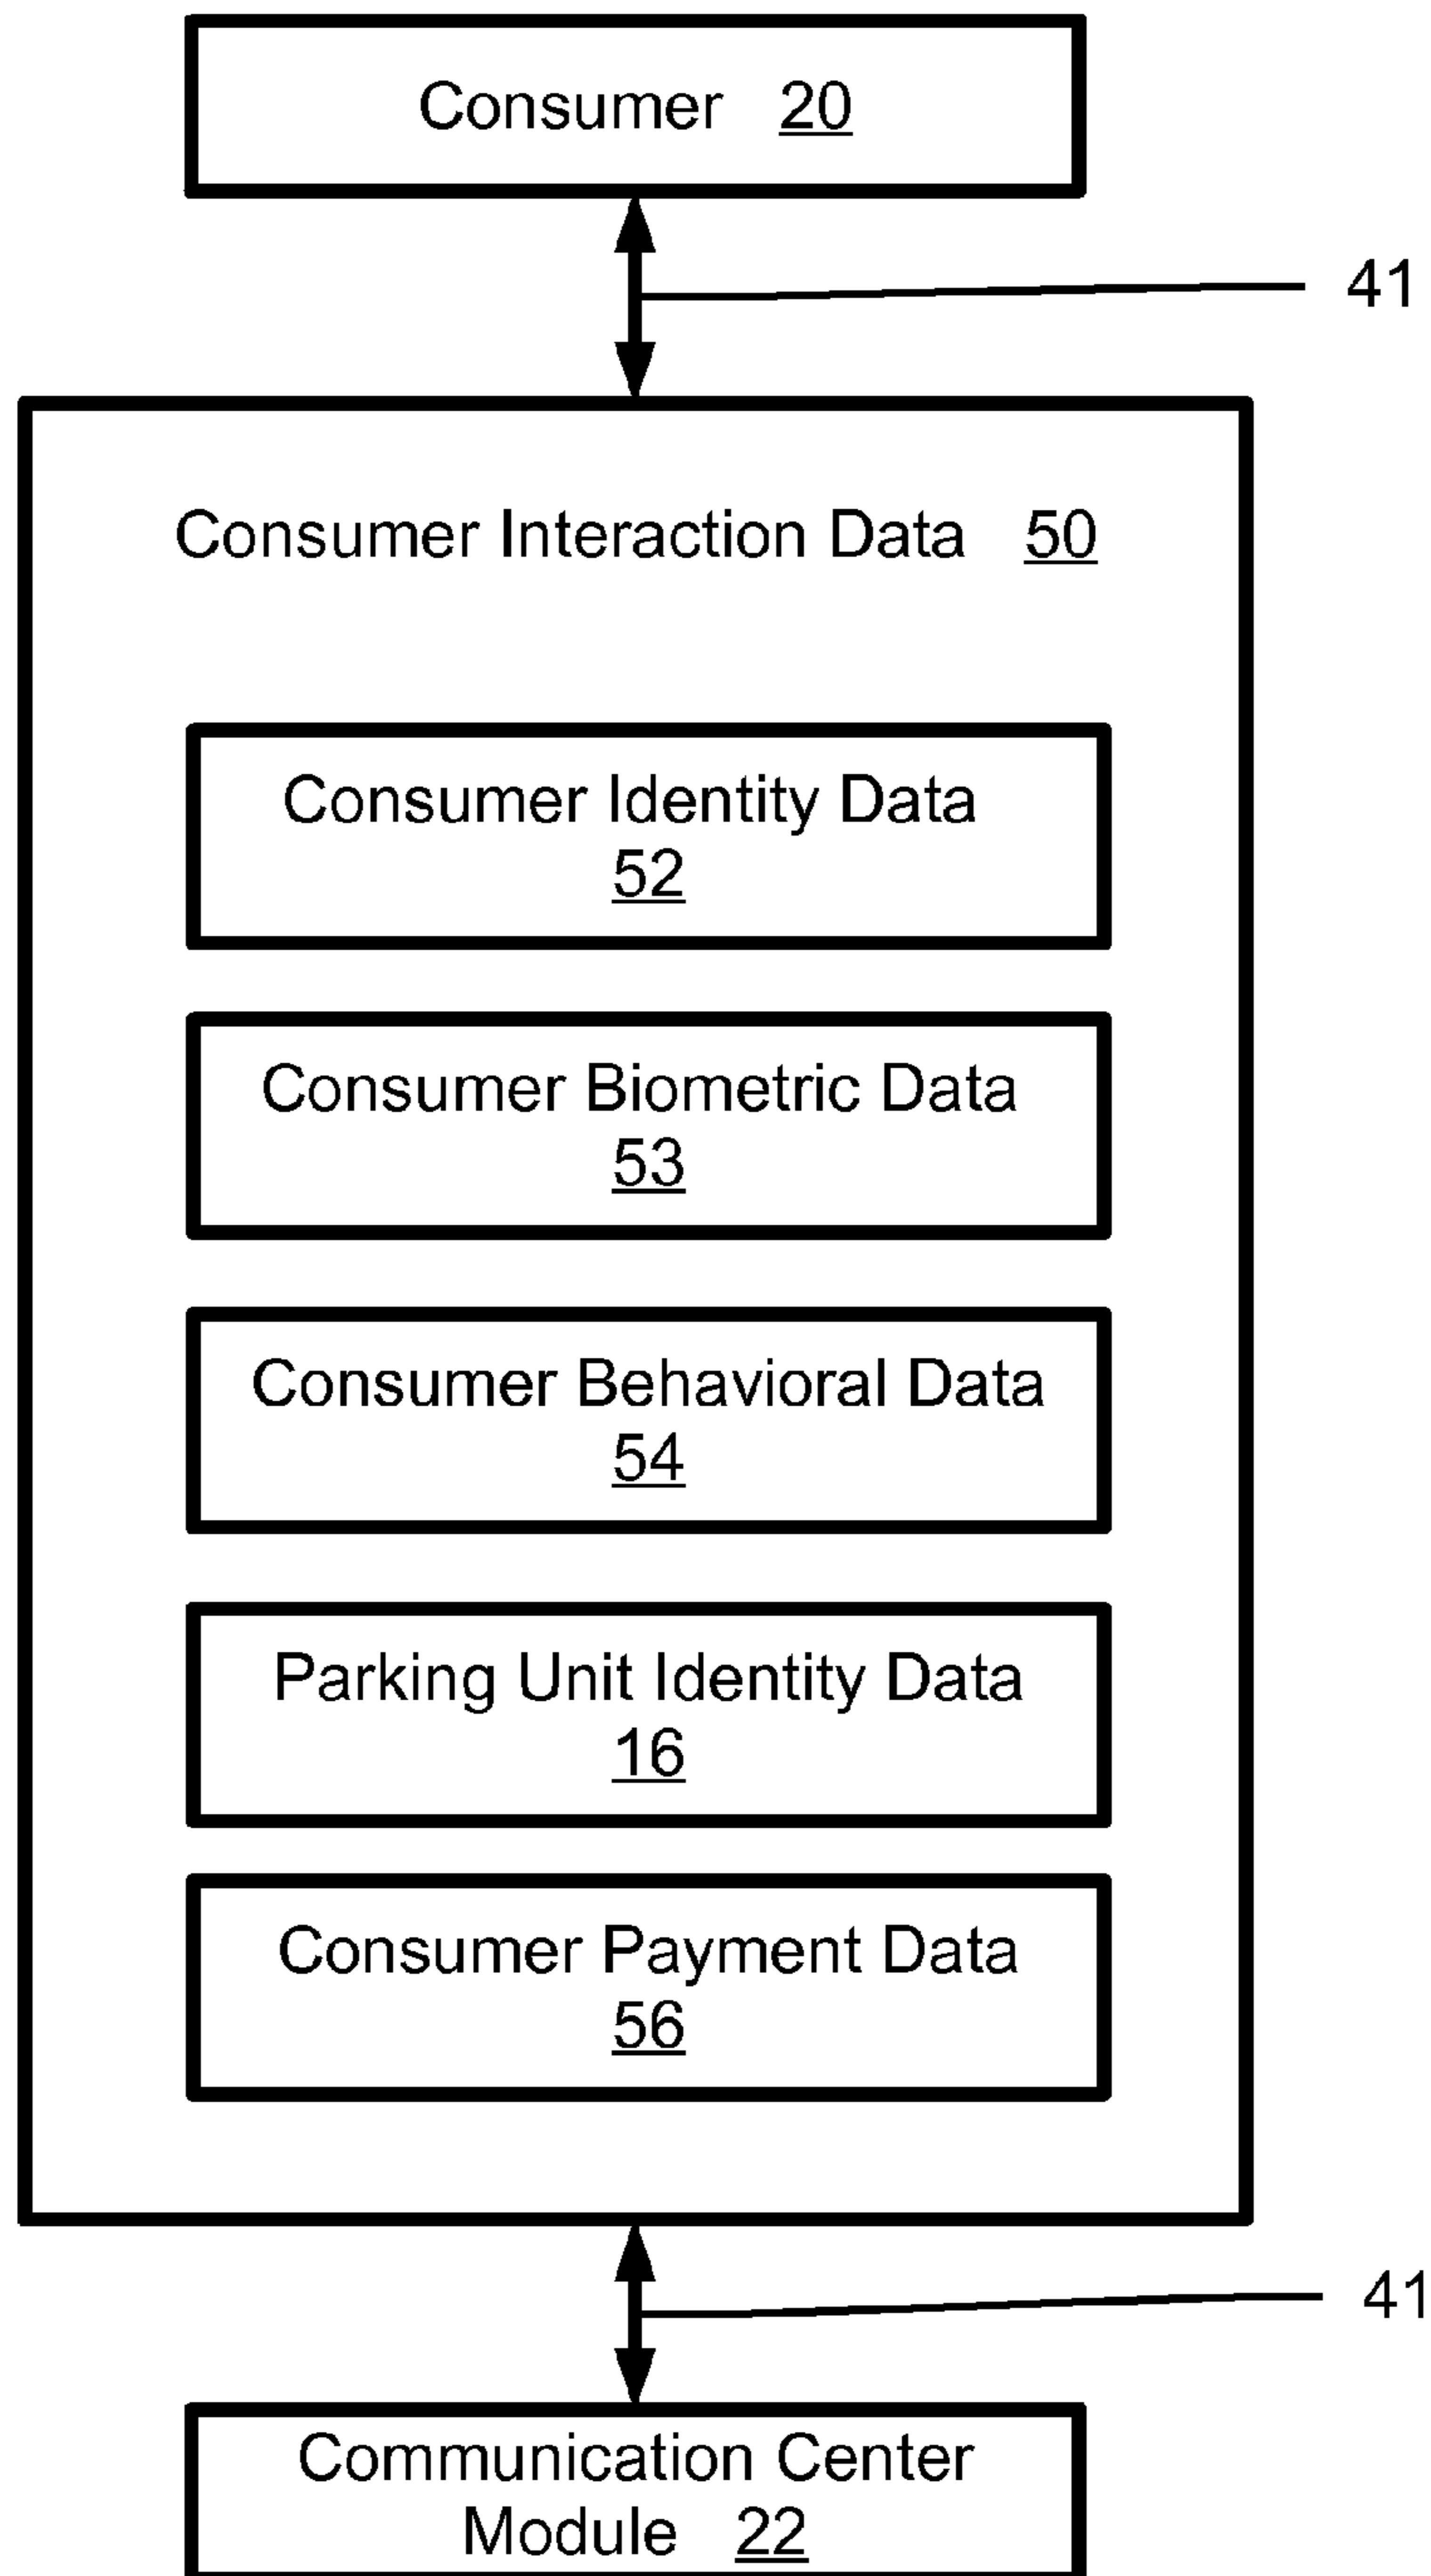 Consumer 20
41
Consumer Interaction Data 50
Consumer Identity Data
52
Consumer Biometric Data
53
Consumer Behavioral Data
54
Parking Unit Identity Data
16
Consumer Payment Data
56
41
Communication Center
Module 22